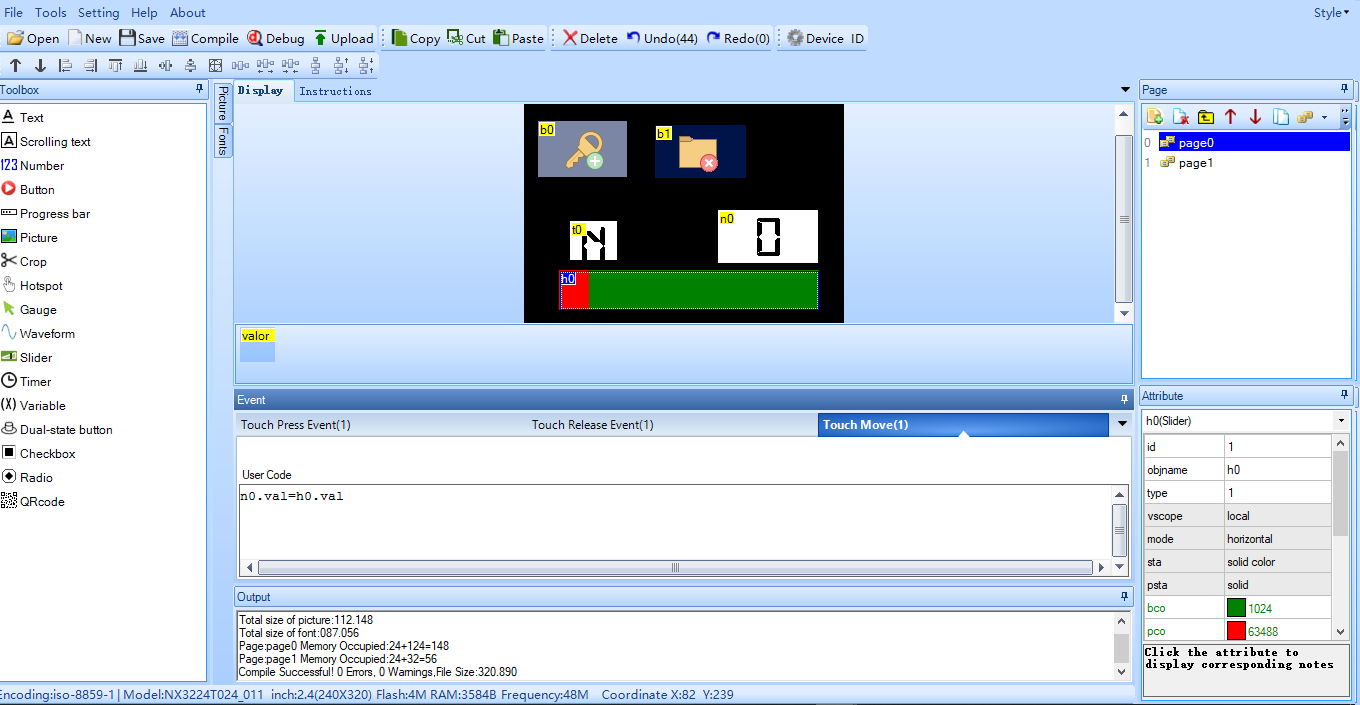 File Tools Setting Help About Style
Open New Save Compile Debug Upload Copy Cut Paste Delete Undo(44) Redo(0) Device ID
Toolbox
Text
Scrolling text
123 Number
Button
Progress bar
Picture
Crop
Hotspot
Gauge
Waveform
Slider
Timer
(X) Variable
Dual-state button
Checkbox
Radio
QRcode
Picture
Fonts
Display Instructions
b0
b1
t0
N
n0
0
h0
valor
Event
Touch Press Event(1) Touch Release Event(1) Touch Move(1)
User Code
n0.val=h0.val
Output
Total size of picture:112.148
Total size of font:087.056
Page:page0 Memory Occupied:24+124=148
Page:page1 Memory Occupied:24+32=56
Compile Successful! 0 Errors, 0 Warnings,File Size:320.890
Page
0 page0
1 page1
Attribute
h0(Slider)
id 1
objname h0
type 1
vscope local
mode horizontal
sta solid color
psta solid
bco 1024
pco 63488
Click the attribute to
display corresponding notes
Encoding:iso-8859-1 | Model:NX3224T024_011 inch:2.4(240X320) Flash:4M RAM:3584B Frequency:48M Coordinate X:82 Y:239